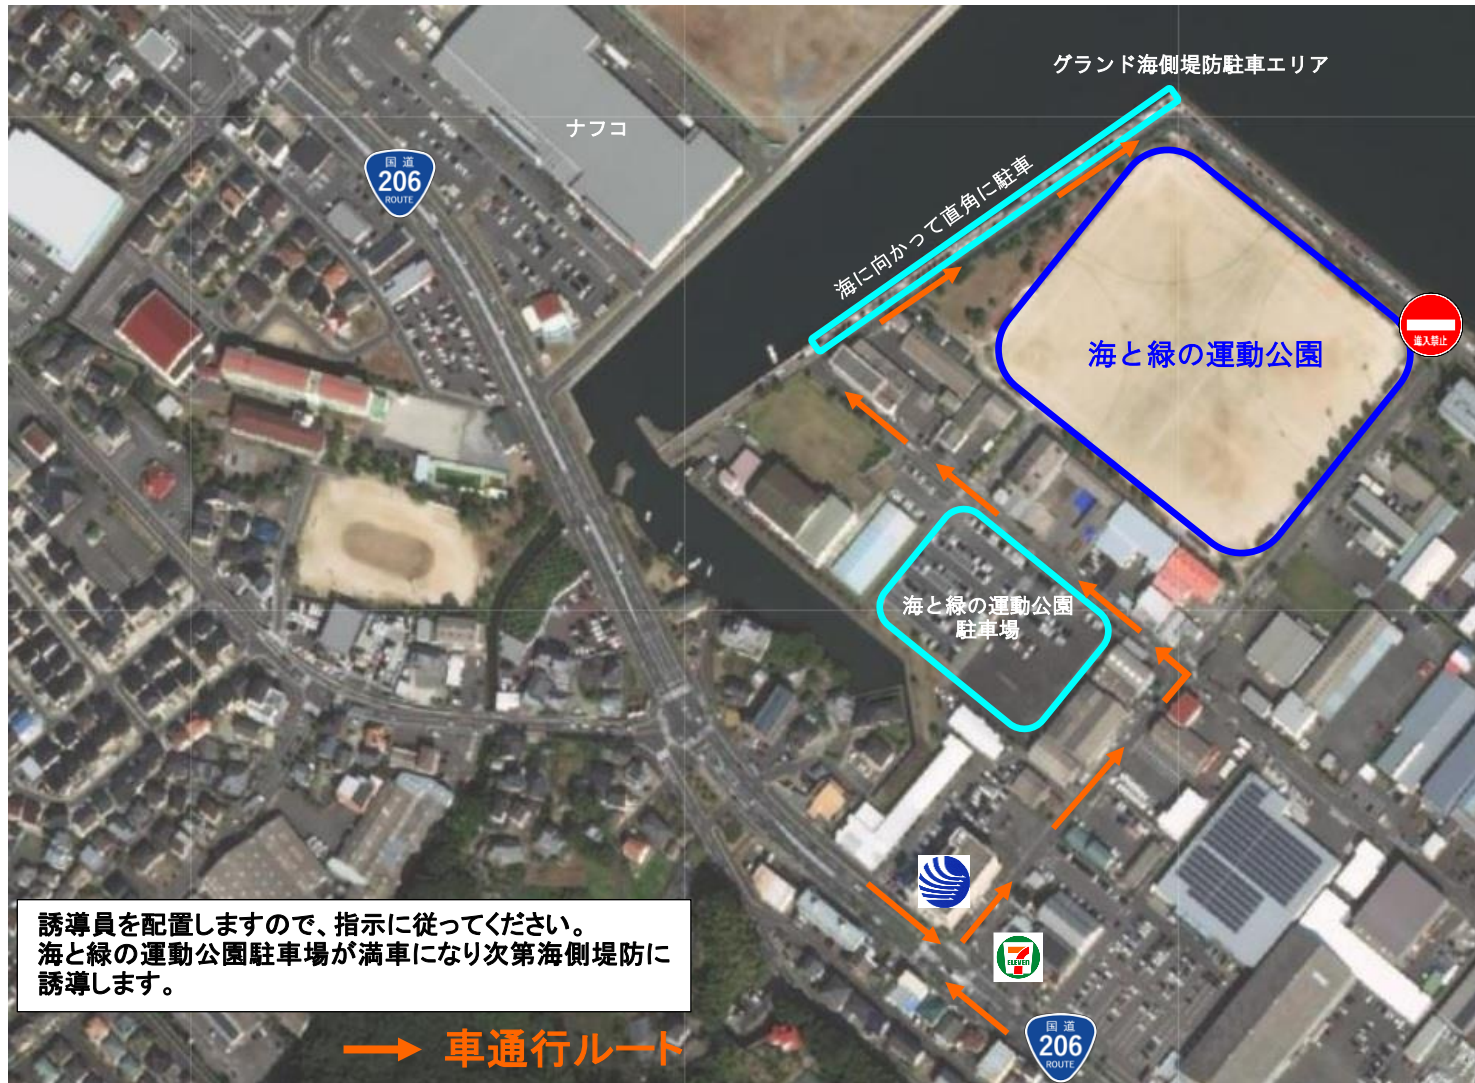 グランド海側堤防駐車エリア
ナフコ
国道
206
ROUTE
海に向かって直角に駐車
進入禁止
海と緑の運動公園
海と緑の運動公園
駐車場
誘導員を配置しますので、指示に従ってください。
海と緑の運動公園駐車場が満車になり次第海側堤防に
誘導します。
7
ELEVEN
国道
206
ROUTE
車通行ルート